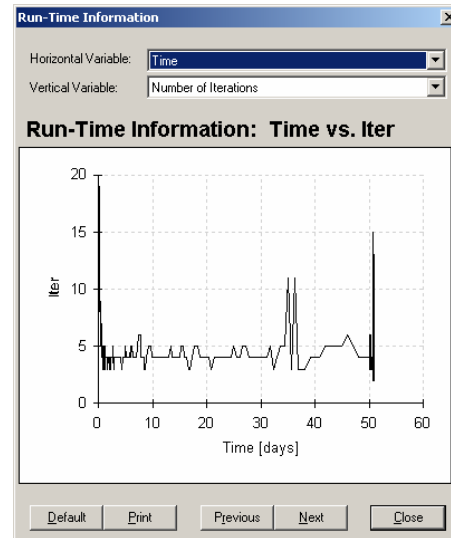 Run-Time Information
Horizontal Variable: Time
Vertical Variable: Number of Iterations
Run-Time Information: Time vs. Iter
20
15
10
5
0
Iter
0 10 20 30 40 50 60
Time [days]
Default Print Previous Next Close